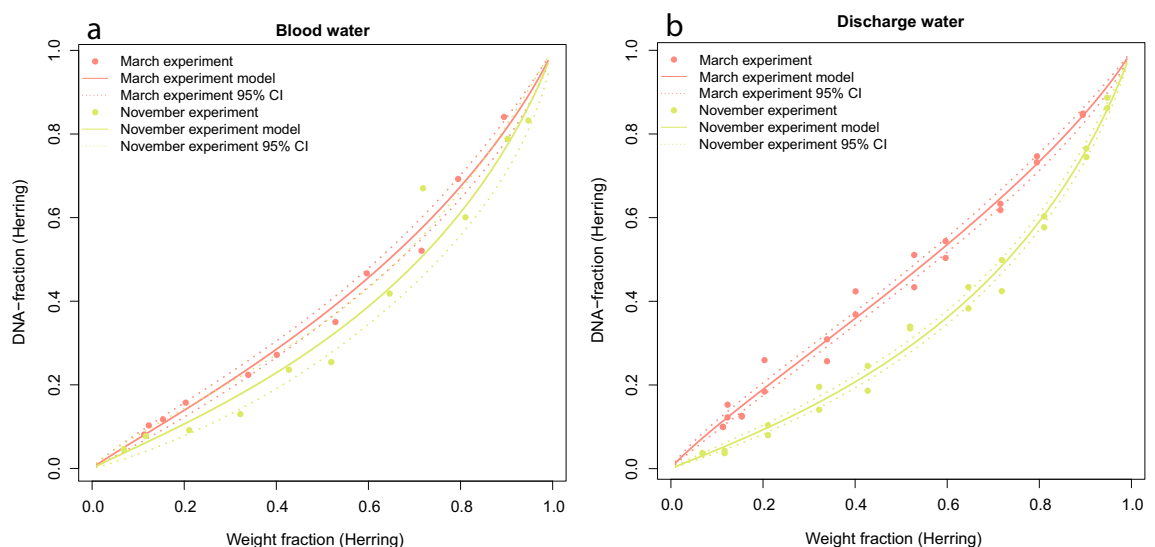 a
Blood water
1.0
0.8
0.6
0.4
0.2
0.0
DNA−fraction (Herring)
March experiment
March experiment model
March experiment 95% CI
November experiment
November experiment model
November experiment 95% CI
0.0 0.2 0.4 0.6 0.8 1.0
Weight fraction (Herring)
b
Discharge water
1.0
0.8
0.6
0.4
0.2
0.0
DNA−fraction (Herring)
March experiment
March experiment model
March experiment 95% CI
November experiment
November experiment model
November experiment 95% CI
0.0 0.2 0.4 0.6 0.8 1.0
Weight fraction (Herring)